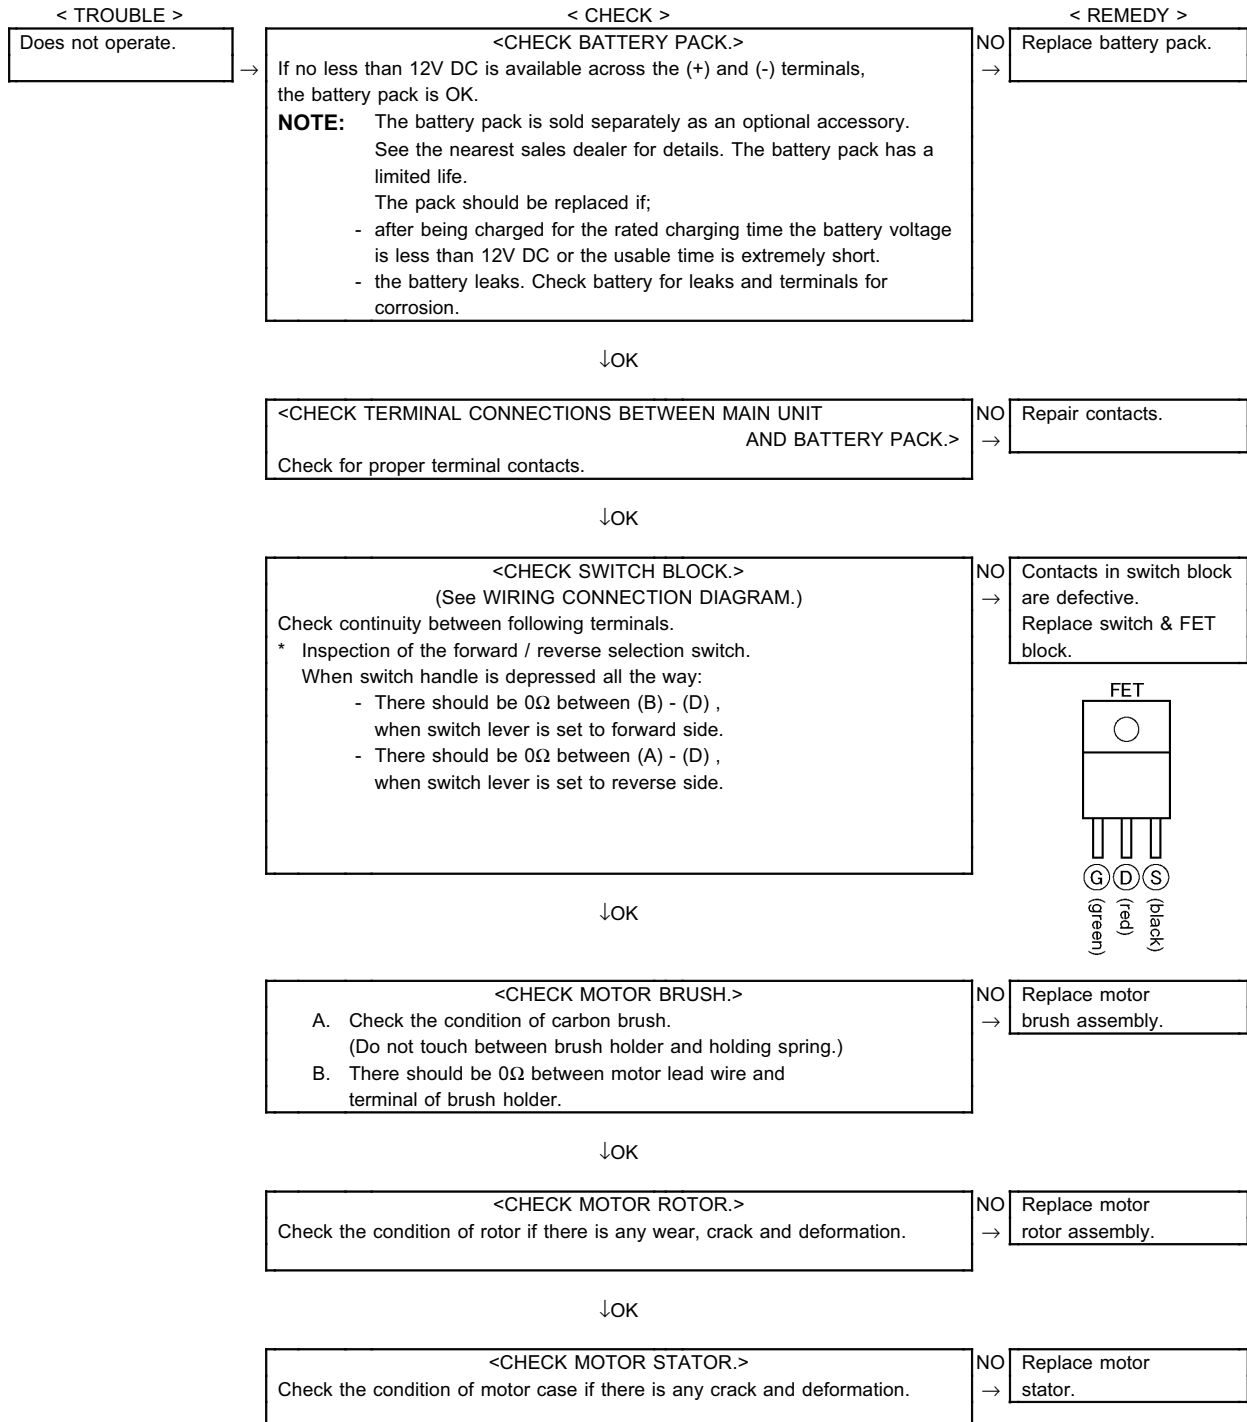 < TROUBLE >
< CHECK >
< REMEDY >
Does not operate.
→
<CHECK BATTERY PACK.>
If no less than 12V DC is available across the (+) and (-) terminals,
the battery pack is OK.
NOTE: The battery pack is sold separately as an optional accessory.
See the nearest sales dealer for details. The battery pack has a
limited life.
The pack should be replaced if;
- after being charged for the rated charging time the battery voltage
is less than 12V DC or the usable time is extremely short.
- the battery leaks. Check battery for leaks and terminals for
corrosion.
NO
→
Replace battery pack.
↓OK
<CHECK TERMINAL CONNECTIONS BETWEEN MAIN UNIT
AND BATTERY PACK.>
Check for proper terminal contacts.
NO
→
Repair contacts.
↓OK
<CHECK SWITCH BLOCK.>
(See WIRING CONNECTION DIAGRAM.)
Check continuity between following terminals.
* Inspection of the forward / reverse selection switch.
When switch handle is depressed all the way:
- There should be 0Ω between (B) - (D) ,
when switch lever is set to forward side.
- There should be 0Ω between (A) - (D) ,
when switch lever is set to reverse side.
NO
→
Contacts in switch block
are defective.
Replace switch & FET
block.
FET
G D S
(green)
(red)
(black)
↓OK
<CHECK MOTOR BRUSH.>
A. Check the condition of carbon brush.
(Do not touch between brush holder and holding spring.)
B. There should be 0Ω between motor lead wire and
terminal of brush holder.
NO
→
Replace motor
brush assembly.
↓OK
<CHECK MOTOR ROTOR.>
Check the condition of rotor if there is any wear, crack and deformation.
NO
→
Replace motor
rotor assembly.
↓OK
<CHECK MOTOR STATOR.>
Check the condition of motor case if there is any crack and deformation.
NO
→
Replace motor
stator.